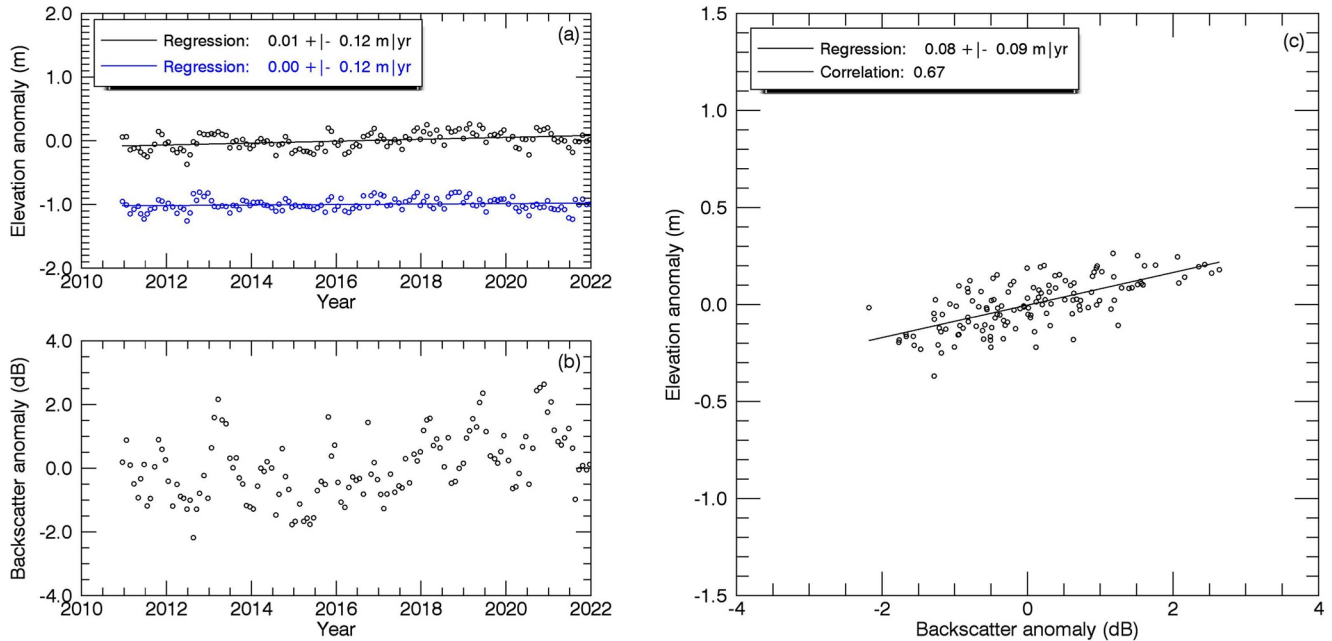 2.0
(a)
Regression: 0.01 +|- 0.12 m|yr
Regression: 0.00 +|- 0.12 m|yr
1.0
0.0
-1.0
-2.0
Elevation anomaly (m)
2010 2012 2014 2016 2018 2020 2022
Year
4.0
(b)
2.0
0.0
-2.0
-4.0
Backscatter anomaly (dB)
2010 2012 2014 2016 2018 2020 2022
Year
1.5
(c)
Regression: 0.08 +|- 0.09 m|yr
Correlation: 0.67
1.0
0.5
0.0
-0.5
-1.0
-1.5
Elevation anomaly (m)
-4 -2 0 2 4
Backscatter anomaly (dB)